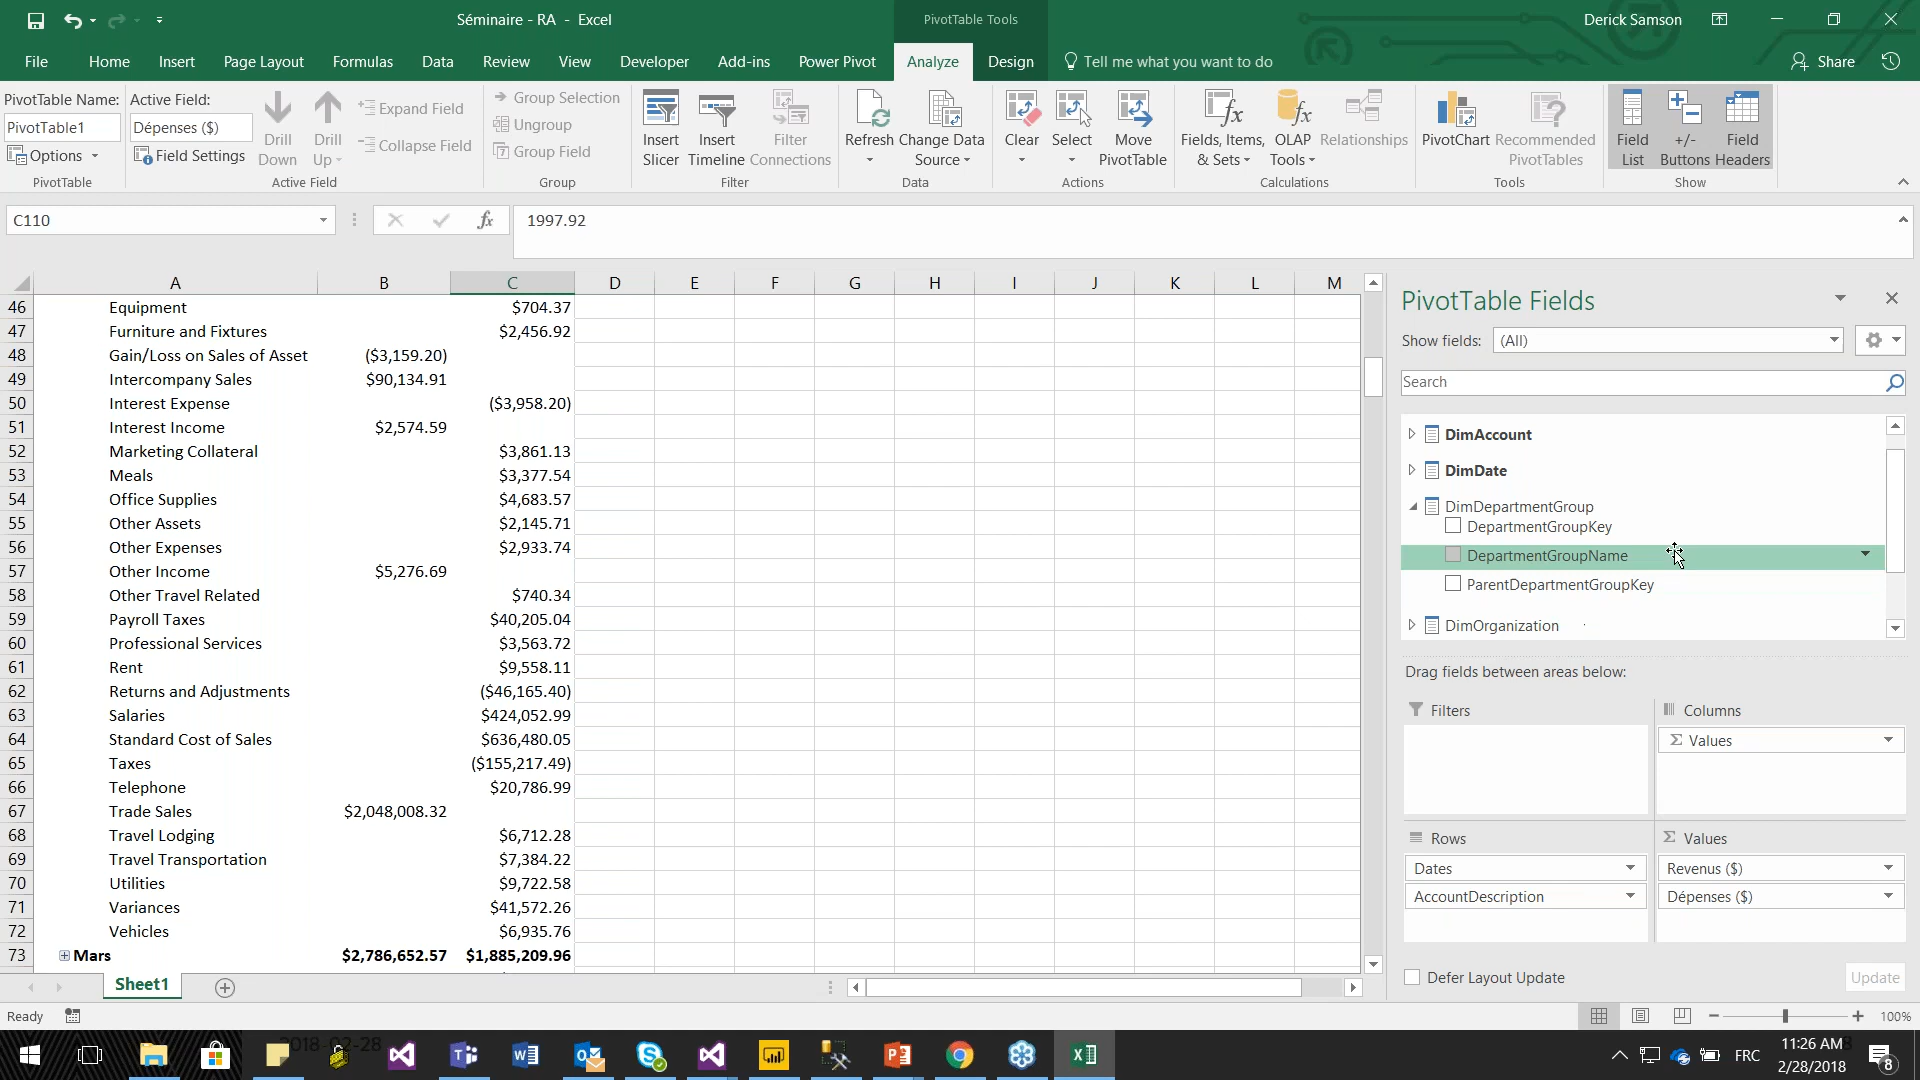 Séminaire - RA - Excel
PivotTable Tools
Derick Samson
File Home Insert Page Layout Formulas Data Review View Developer Add-ins Power Pivot Analyze Design Tell me what you want to do Share
PivotTable Name: Active Field:
PivotTable1 Dépenses ($)
Options Field Settings
Drill Down
Drill Up
Expand Field
Collapse Field
Group Selection
Ungroup
Group Field
Insert Slicer
Insert Timeline
Filter Connections
Refresh
Change Data Source
Clear
Select
Move PivotTable
Fields, Items, & Sets
OLAP Tools
Relationships
PivotChart
Recommended PivotTables
Field List
+/- Buttons
Field Headers
PivotTable Active Field Group Filter Data Actions Calculations Tools Show
C110 fx 1997.92
A B C D E F G H I J K L M
46 Equipment $704.37
47 Furniture and Fixtures $2,456.92
48 Gain/Loss on Sales of Asset ($3,159.20)
49 Intercompany Sales $90,134.91
50 Interest Expense ($3,958.20)
51 Interest Income $2,574.59
52 Marketing Collateral $3,861.13
53 Meals $3,377.54
54 Office Supplies $4,683.57
55 Other Assets $2,145.71
56 Other Expenses $2,933.74
57 Other Income $5,276.69
58 Other Travel Related $740.34
59 Payroll Taxes $40,205.04
60 Professional Services $3,563.72
61 Rent $9,558.11
62 Returns and Adjustments ($46,165.40)
63 Salaries $424,052.99
64 Standard Cost of Sales $636,480.05
65 Taxes ($155,217.49)
66 Telephone $20,786.99
67 Trade Sales $2,048,008.32
68 Travel Lodging $6,712.28
69 Travel Transportation $7,384.22
70 Utilities $9,722.58
71 Variances $41,572.26
72 Vehicles $6,935.76
73 Mars $2,786,652.57 $1,885,209.96
PivotTable Fields
Show fields: (All)
Search
DimAccount
DimDate
DimDepartmentGroup
DepartmentGroupKey
DepartmentGroupName
ParentDepartmentGroupKey
DimOrganization
Drag fields between areas below:
Filters Columns
Σ Values
Rows Σ Values
Dates Revenus ($)
AccountDescription Dépenses ($)
Defer Layout Update Update
Sheet1
Ready 100%
2018-02-28
FRC
11:26 AM
2/28/2018
8